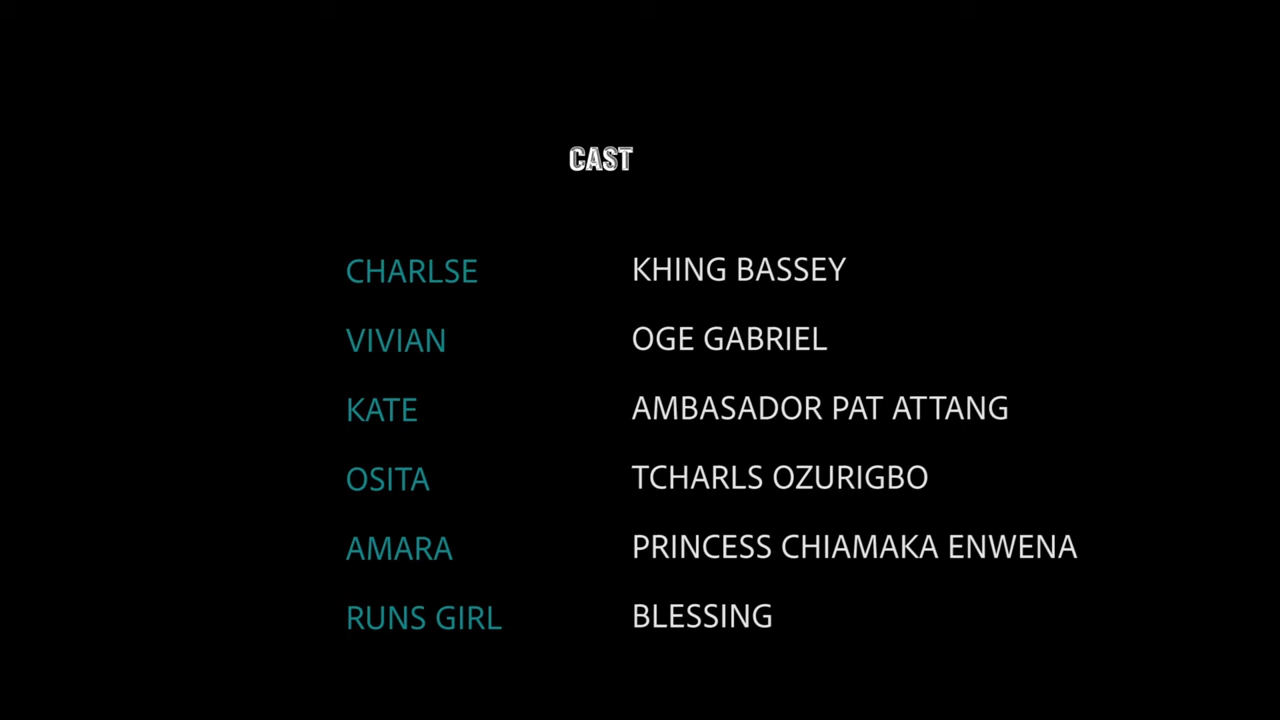 CAST
CHARLSE KHING BASSEY
VIVIAN OGE GABRIEL
KATE AMBASADOR PAT ATTANG
OSITA TCHARLS OZURIGBO
AMARA PRINCESS CHIAMAKA ENWENA
RUNS GIRL BLESSING